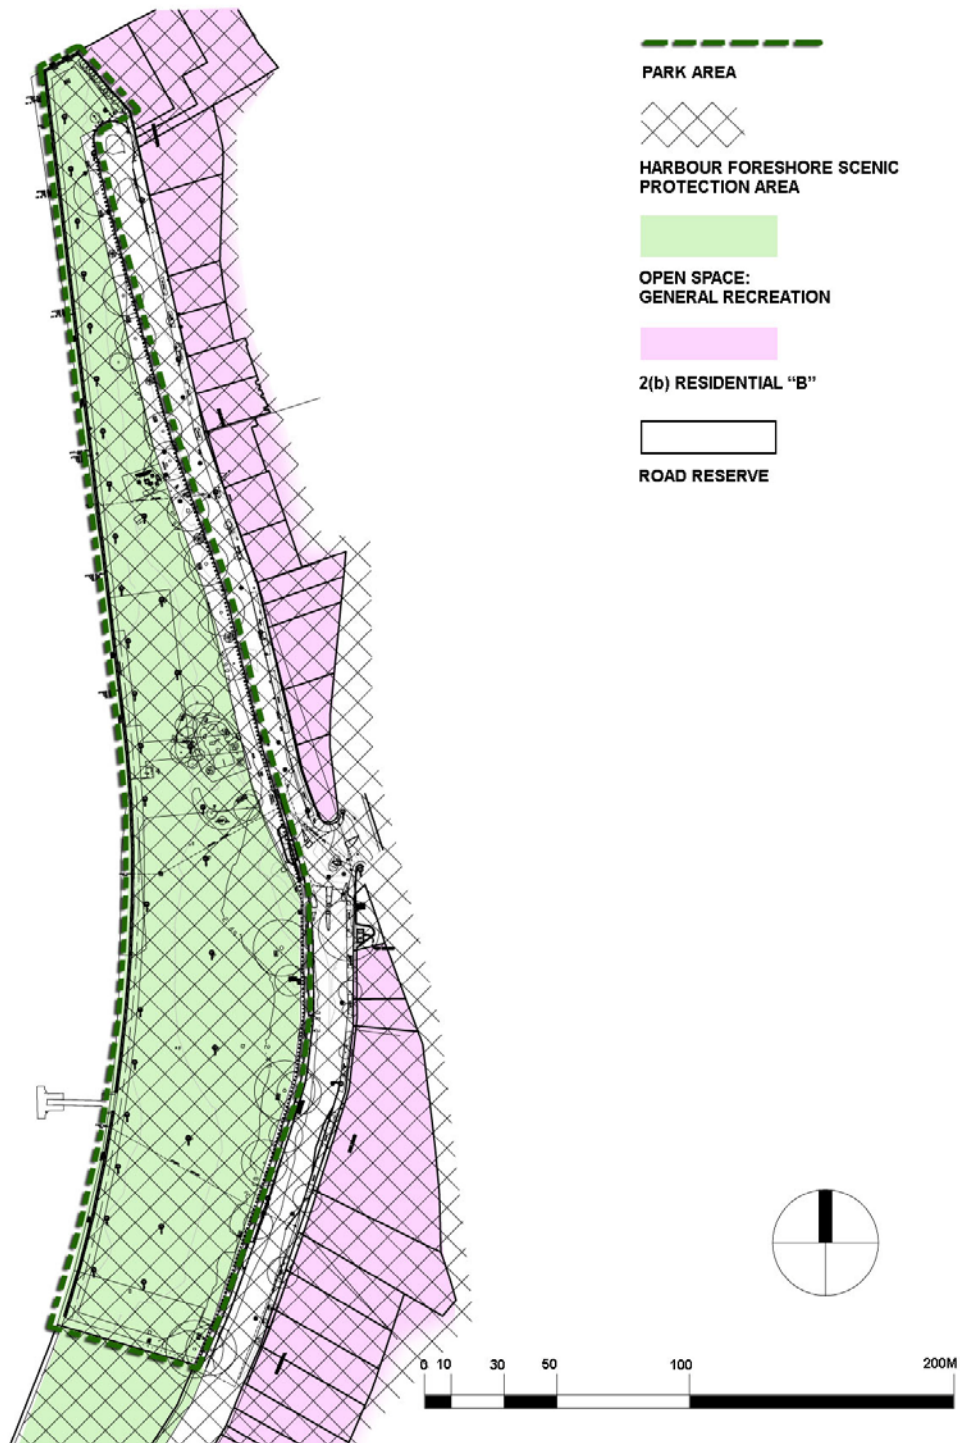 PARK AREA
HARBOUR FORESHORE SCENIC
PROTECTION AREA
OPEN SPACE:
GENERAL RECREATION
2(b) RESIDENTIAL “B”
ROAD RESERVE
0 10 30 50 100 200M